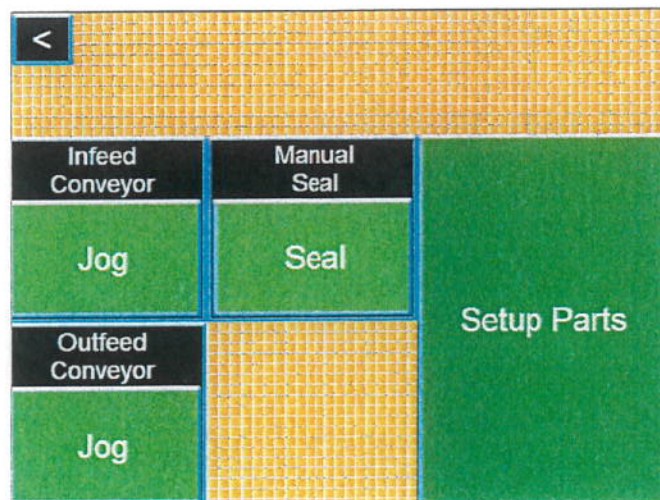 <
Infeed
Conveyor
Jog
Manual
Seal
Seal
Setup Parts
Outfeed
Conveyor
Jog